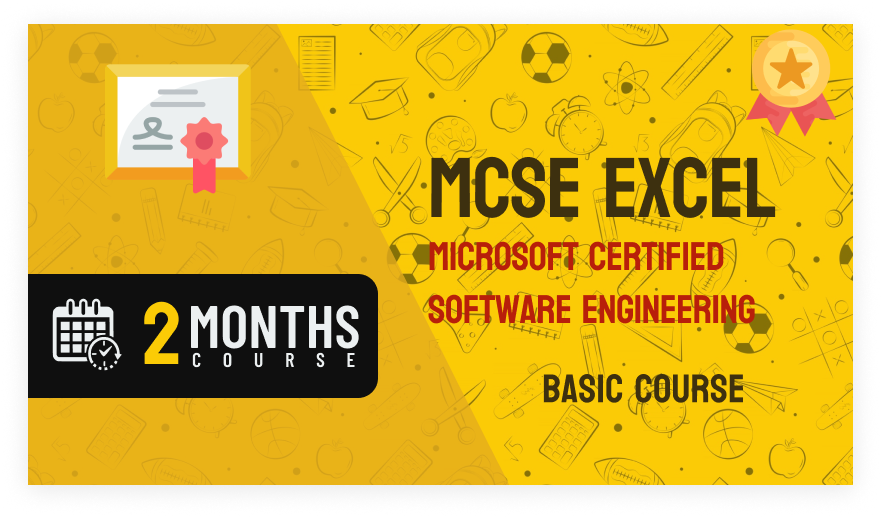 MCSE EXCEL
MICROSOFT CERTIFIED
SOFTWARE ENGINEERING
2 MONTHS
COURSE
BASIC COURSE